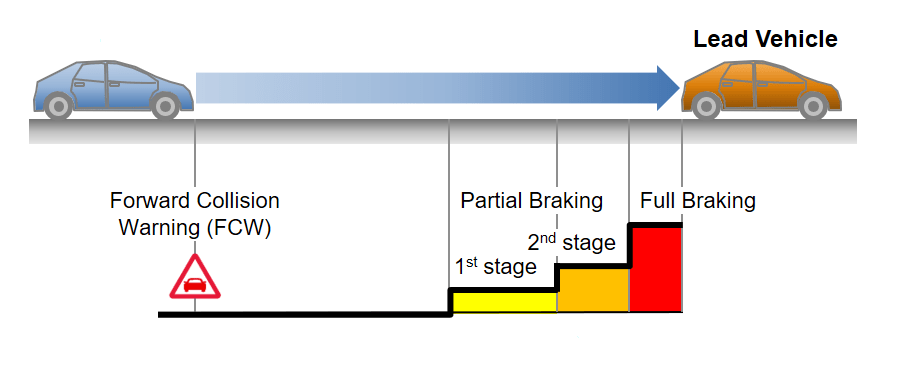 Lead Vehicle
Forward Collision
Warning (FCW)
Partial Braking
Full Braking
2nd stage
1st stage